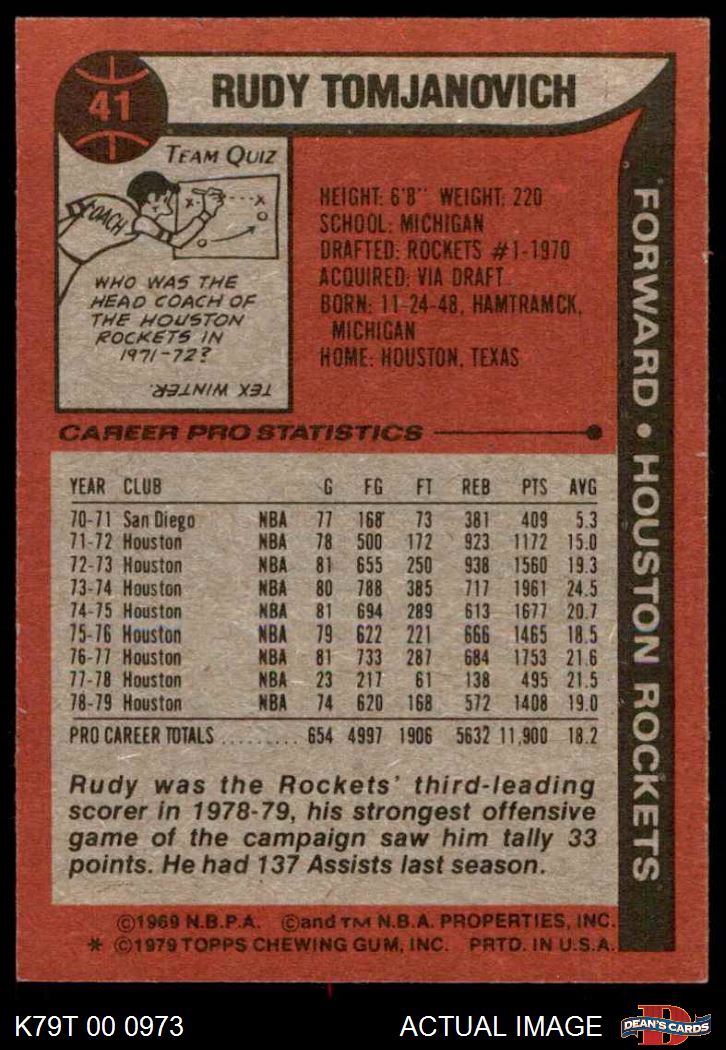 41
RUDY TOMJANOVICH
TEAM QUIZ
COACH
X
X
O
O
WHO WAS THE
HEAD COACH OF
THE HOUSTON
ROCKETS IN
1971-72?
TEX WINTER.
HEIGHT: 6'8" WEIGHT: 220
SCHOOL: MICHIGAN
DRAFTED: ROCKETS #1-1970
ACQUIRED: VIA DRAFT
BORN: 11-24-48, HAMTRAMCK,
MICHIGAN
HOME: HOUSTON, TEXAS
FORWARD • HOUSTON ROCKETS
CAREER PRO STATISTICS
YEAR CLUB G FG FT REB PTS AVG
70-71 San Diego NBA 77 168 73 381 409 5.3
71-72 Houston NBA 78 500 172 923 1172 15.0
72-73 Houston NBA 81 655 250 938 1560 19.3
73-74 Houston NBA 80 788 385 717 1961 24.5
74-75 Houston NBA 81 694 289 613 1677 20.7
75-76 Houston NBA 79 622 221 666 1465 18.5
76-77 Houston NBA 81 733 287 684 1753 21.6
77-78 Houston NBA 23 217 61 138 495 21.5
78-79 Houston NBA 74 620 168 572 1408 19.0
PRO CAREER TOTALS ......... 654 4997 1906 5632 11,900 18.2
Rudy was the Rockets' third-leading
scorer in 1978-79, his strongest offensive
game of the campaign saw him tally 33
points. He had 137 Assists last season.
©1969 N.B.P.A. ©and TM N.B.A. PROPERTIES, INC.
* ©1979 TOPPS CHEWING GUM, INC. PRTD. IN U.S.A.
K79T 00 0973
ACTUAL IMAGE
D
DEAN'S CARDS